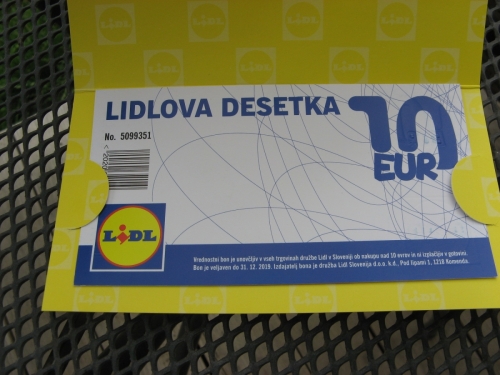 LIDLOVA DESETKA
10
EUR
No. 5099351
LIDL
Vrednostni bon je unovčljiv v vseh trgovinah družbe Lidl v Sloveniji ob nakupu nad 10 evrov in ni izplačljiv v gotovini.
Bon je veljaven do 31. 12. 2019. Izdajatelj bona je družba Lidl Slovenija d.o.o. k.d., Pod lipami 1, 1218 Komenda.